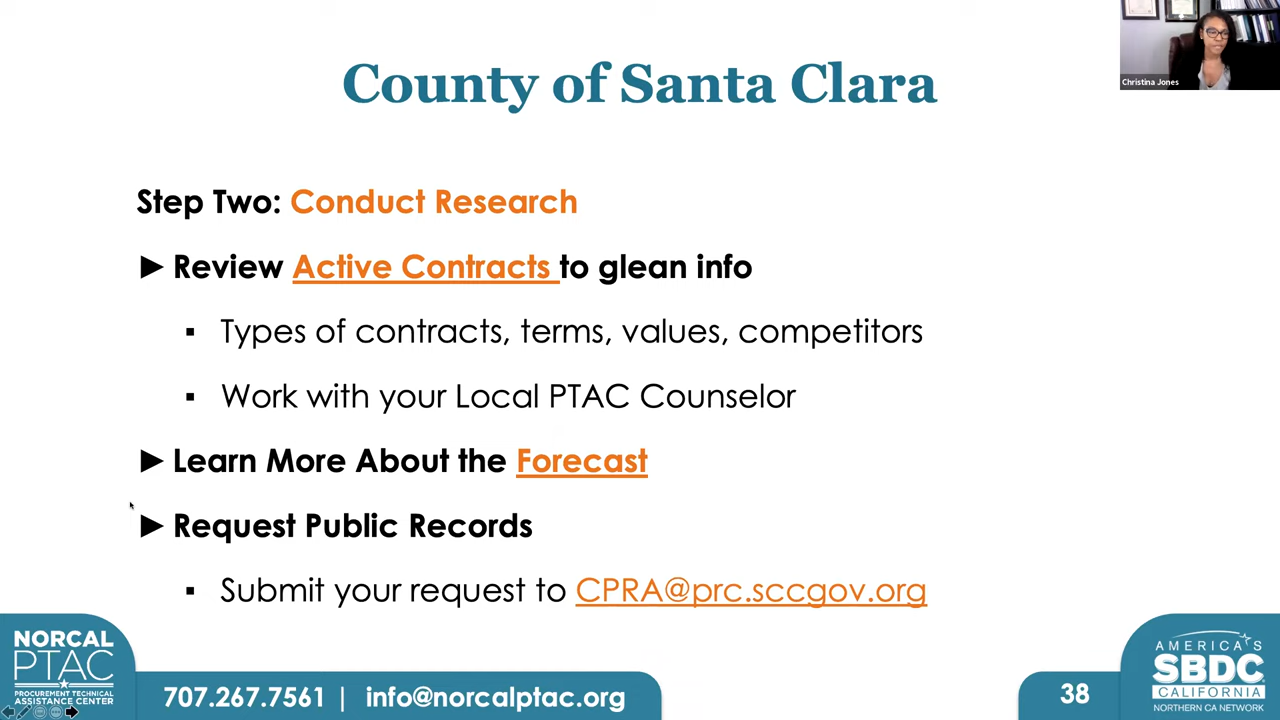 County of Santa Clara
Christina Jones
Step Two: Conduct Research
►Review Active Contracts to glean info
▪ Types of contracts, terms, values, competitors
▪ Work with your Local PTAC Counselor
►Learn More About the Forecast
►Request Public Records
▪ Submit your request to CPRA@prc.sccgov.org
NORCAL
PTAC
PROCUREMENT TECHNICAL
ASSISTANCE CENTER
707.267.7561 | info@norcalptac.org
38
AMERICA'S
SBDC
CALIFORNIA
NORTHERN CA NETWORK